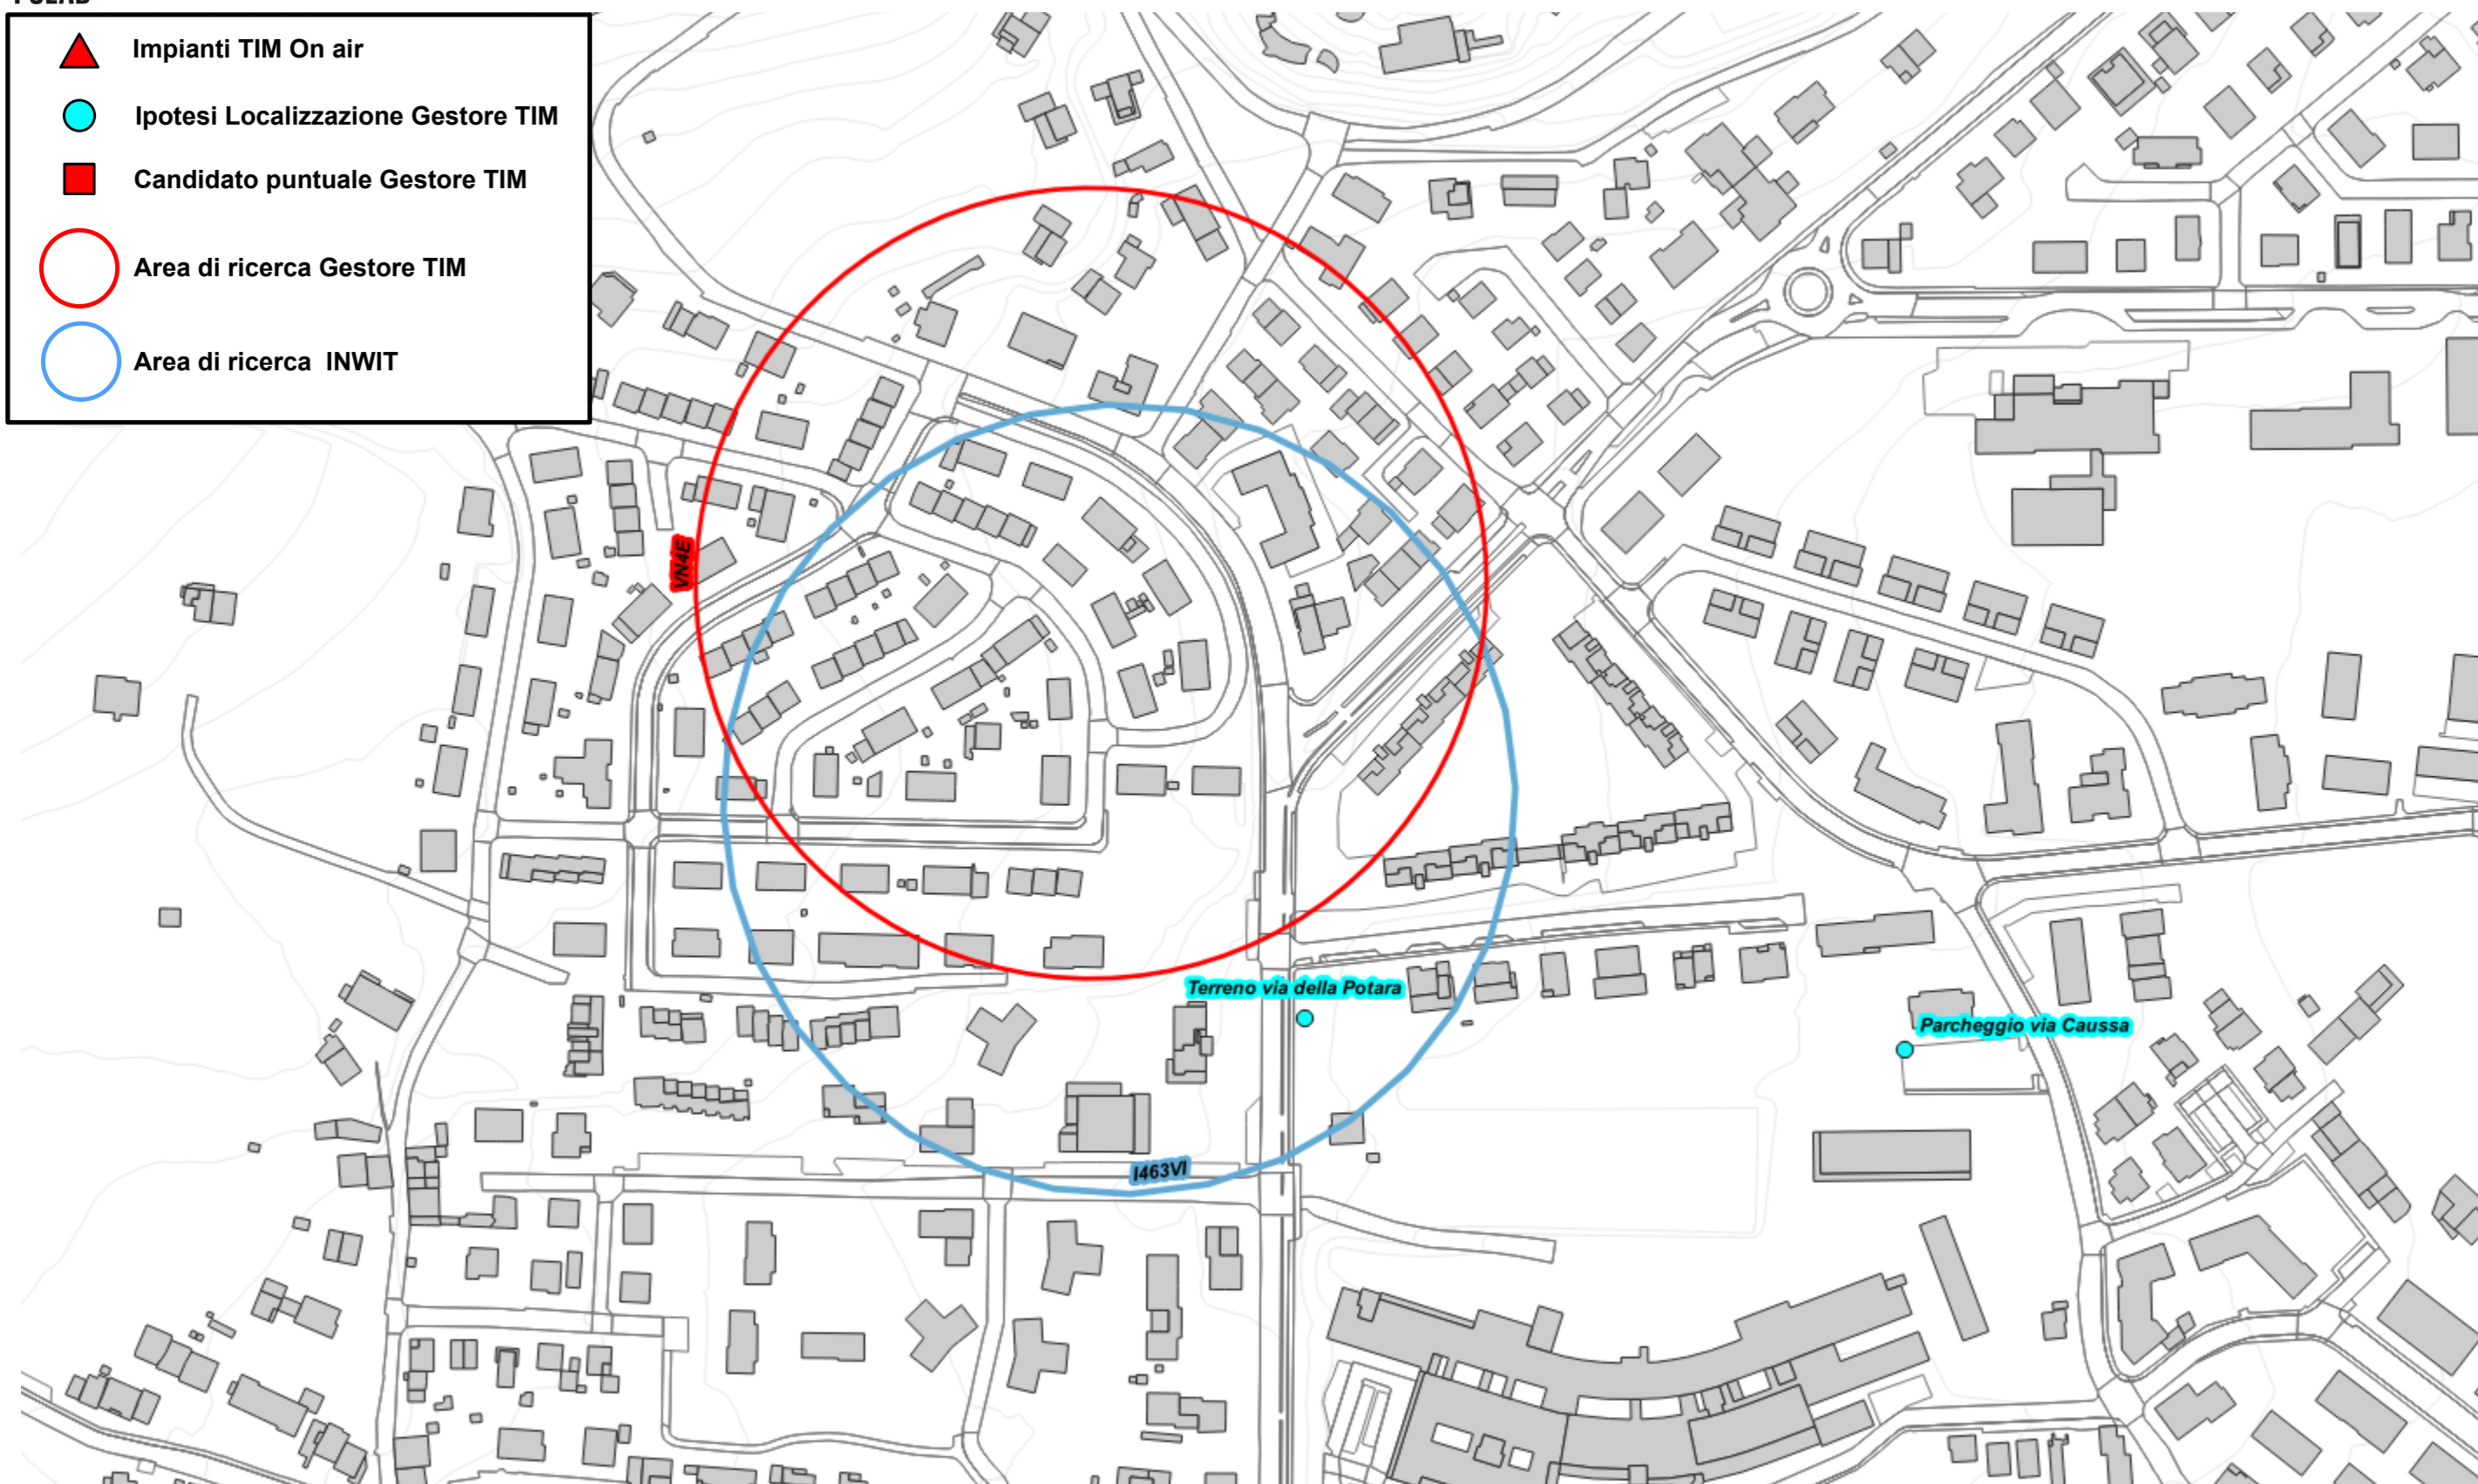 Impianti TIM On air
Ipotesi Localizzazione Gestore TIM
Candidato puntuale Gestore TIM
Area di ricerca Gestore TIM
Area di ricerca INWIT
VN4E
Terreno via della Potara
Parcheggio via Caussa
I463VI